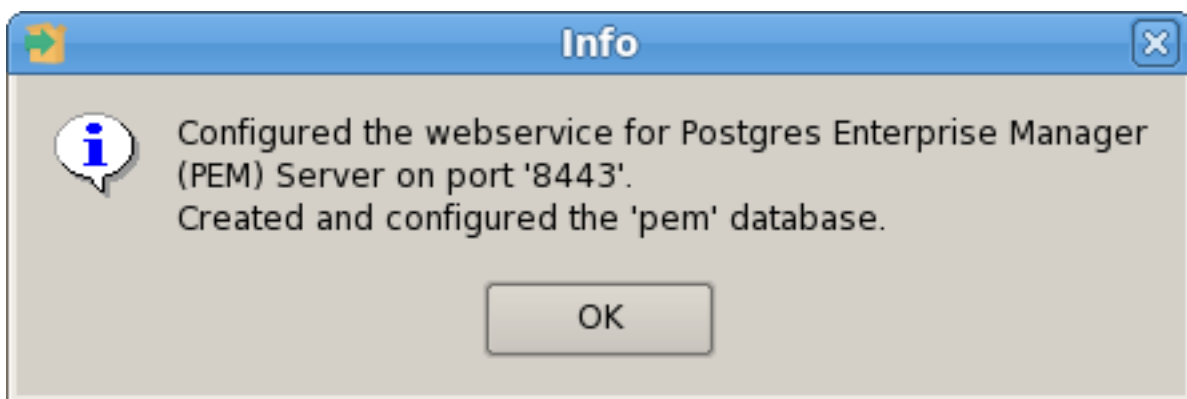 Info
Configured the webservice for Postgres Enterprise Manager
(PEM) Server on port '8443'.
Created and configured the 'pem' database.
OK